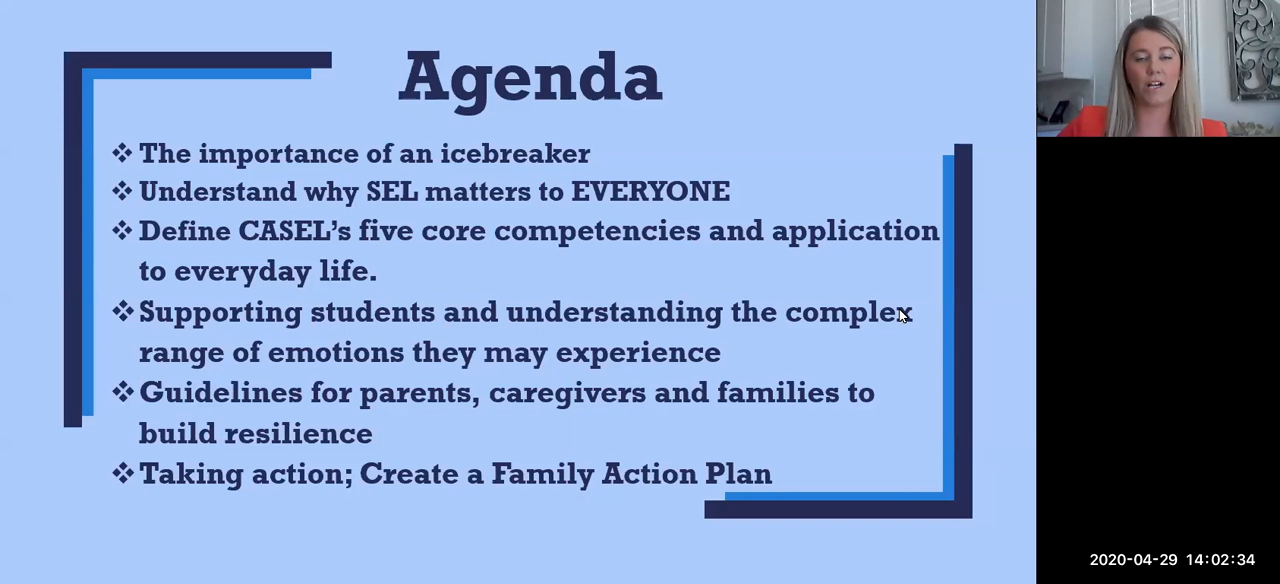 Agenda
❖ The importance of an icebreaker
❖ Understand why SEL matters to EVERYONE
❖ Define CASEL’s five core competencies and application
to everyday life.
❖ Supporting students and understanding the complex
range of emotions they may experience
❖ Guidelines for parents, caregivers and families to
build resilience
❖ Taking action; Create a Family Action Plan
2020-04-29 14:02:34